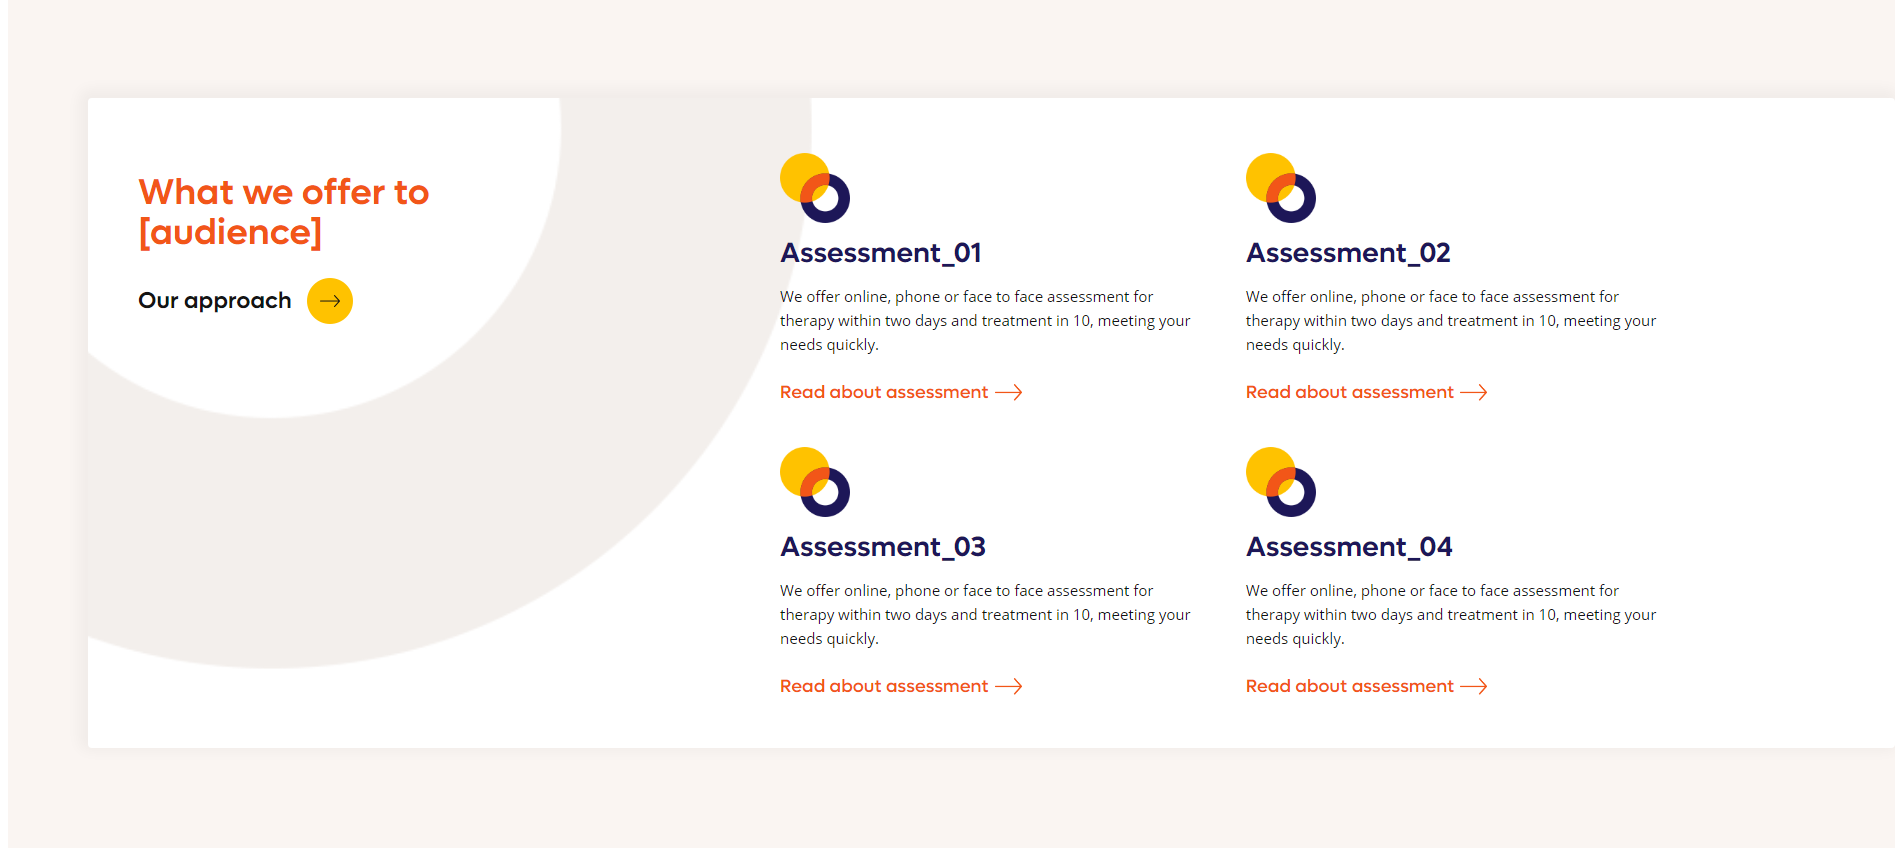 What we offer to
[audience]
Our approach
Assessment_01
We offer online, phone or face to face assessment for
therapy within two days and treatment in 10, meeting your
needs quickly.
Read about assessment
Assessment_02
We offer online, phone or face to face assessment for
therapy within two days and treatment in 10, meeting your
needs quickly.
Read about assessment
Assessment_03
We offer online, phone or face to face assessment for
therapy within two days and treatment in 10, meeting your
needs quickly.
Read about assessment
Assessment_04
We offer online, phone or face to face assessment for
therapy within two days and treatment in 10, meeting your
needs quickly.
Read about assessment